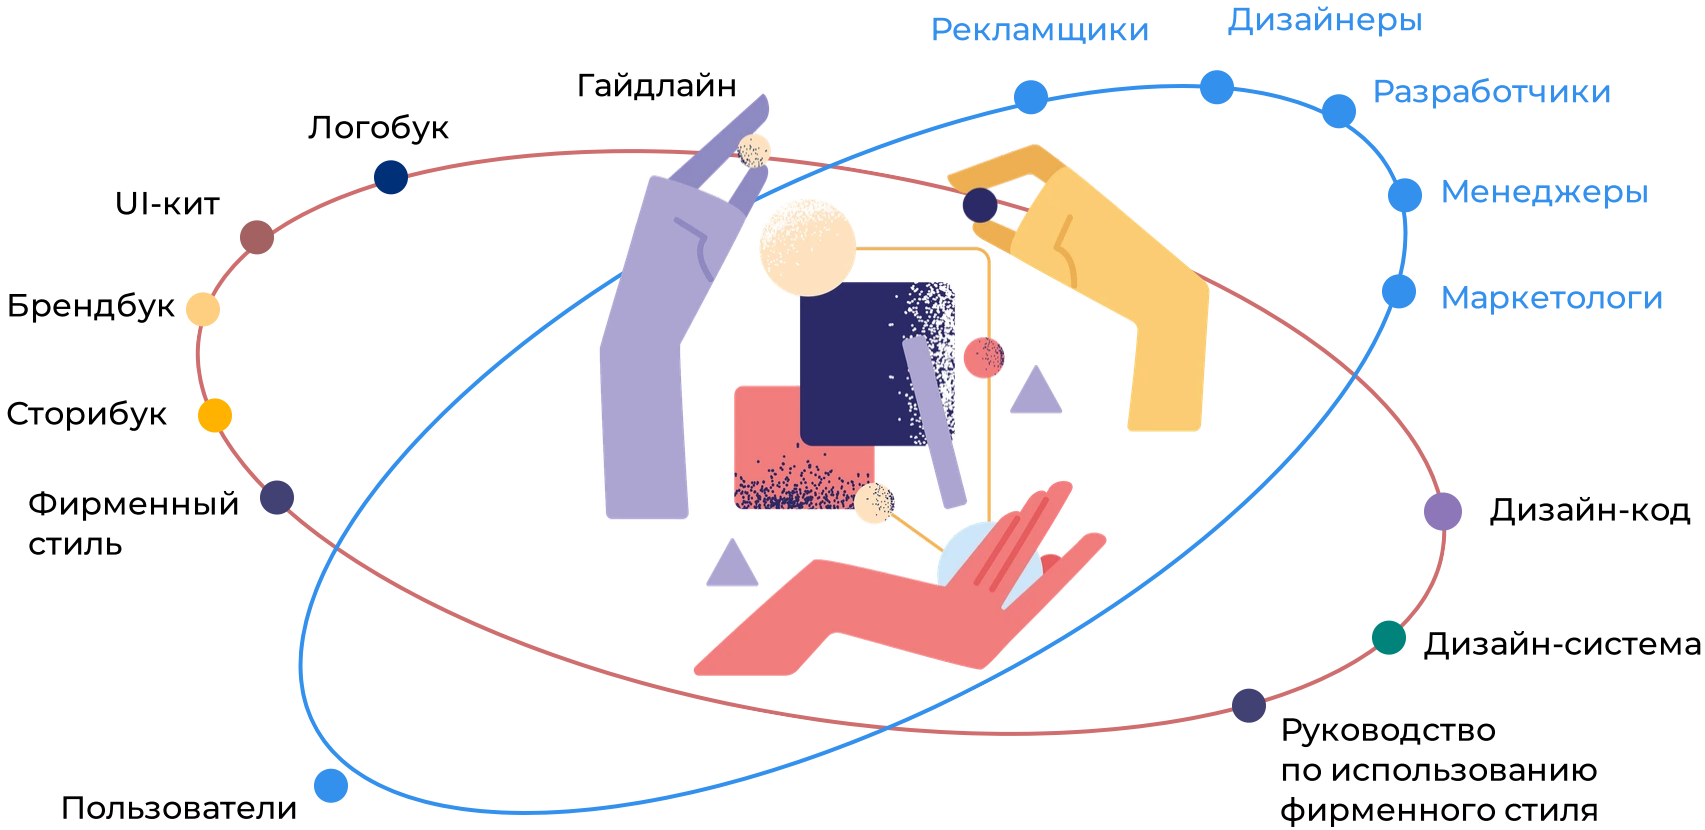 Рекламщики
Дизайнеры
Гайдлайн
Разработчики
Логобук
UI-кит
Менеджеры
Брендбук
Маркетологи
Сторибук
Фирменный
стиль
Дизайн-код
Дизайн-система
Руководство
по использованию
фирменного стиля
Пользователи